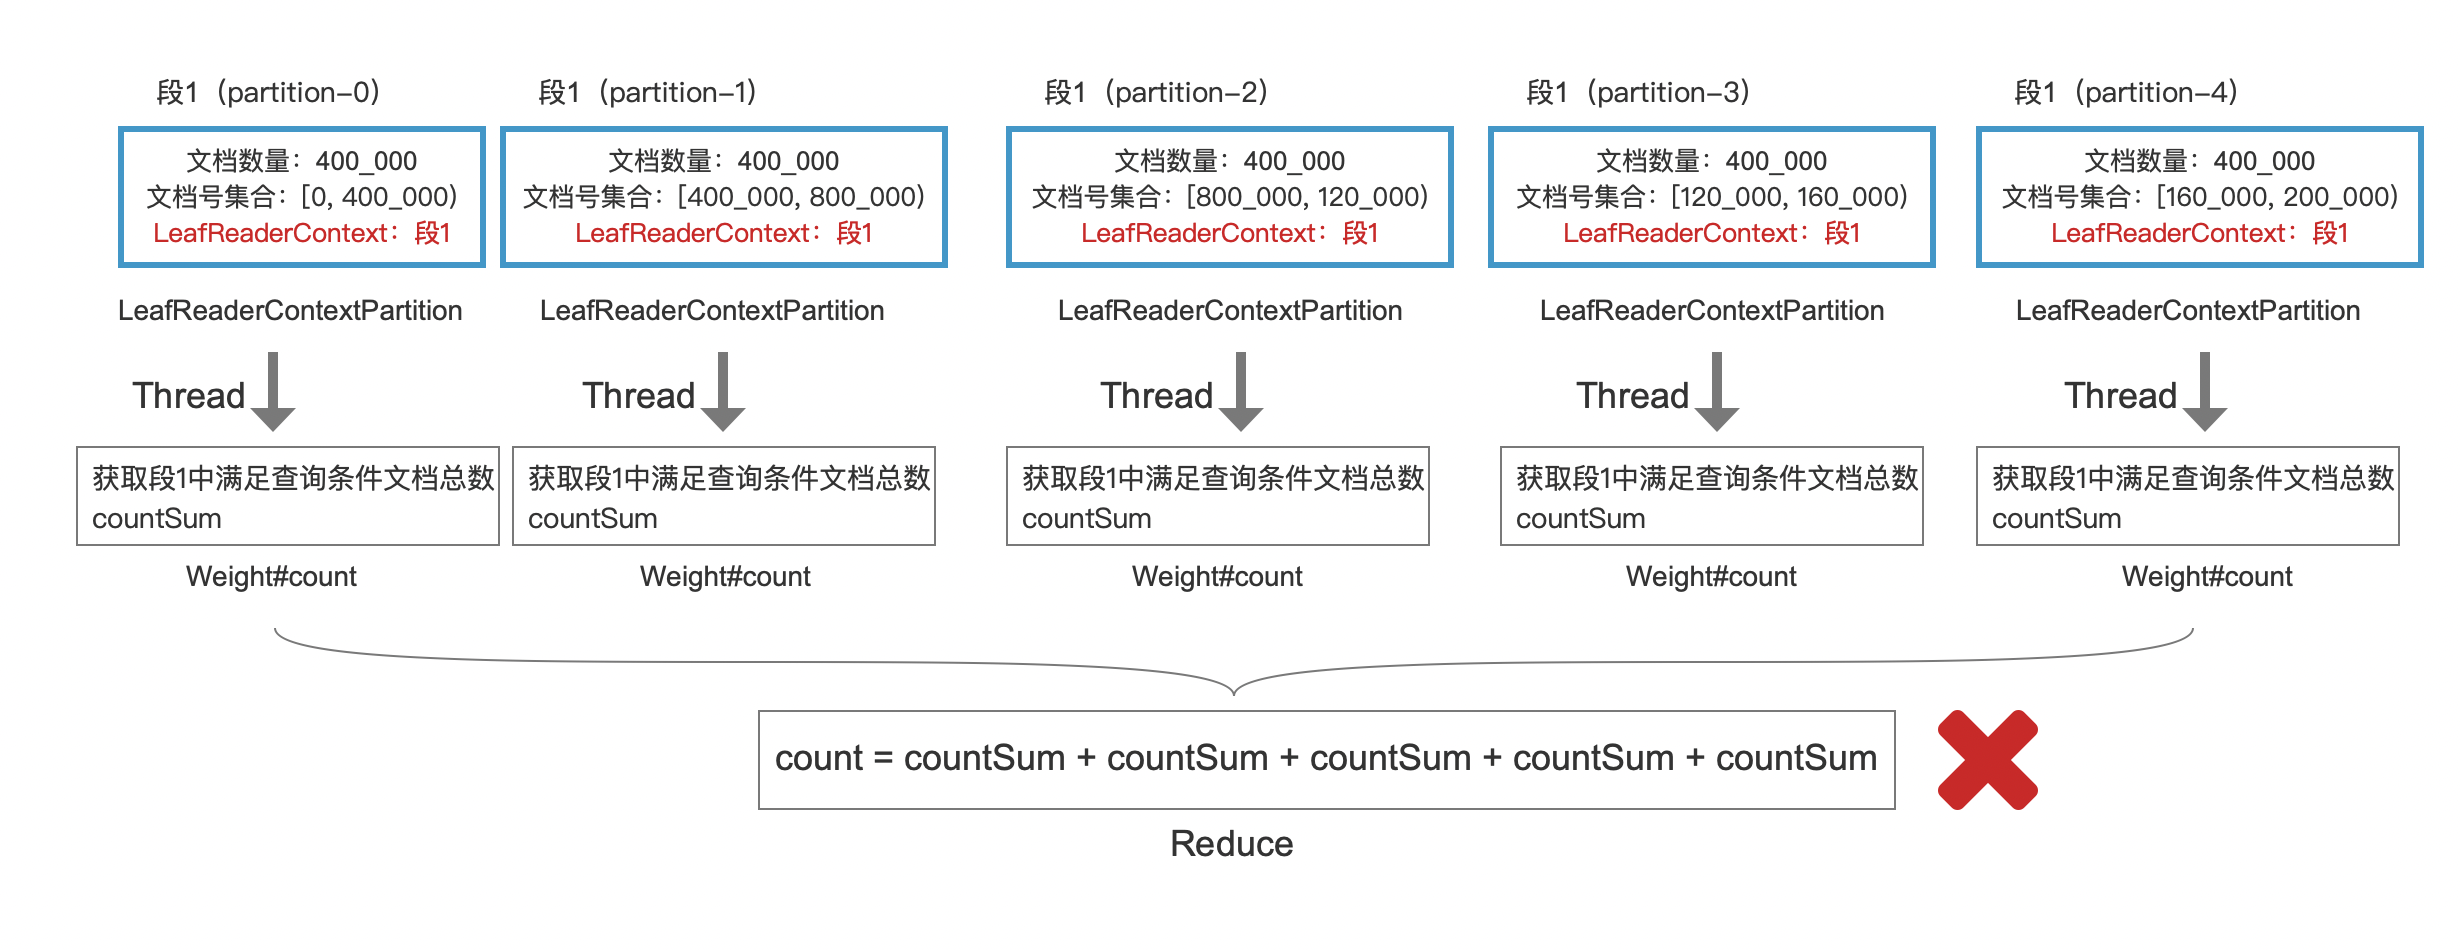 段1（partition-0）
段1（partition-1）
段1（partition-2）
段1（partition-3）
段1（partition-4）
文档数量：400_000
文档号集合：[0, 400_000)
LeafReaderContext：段1
文档数量：400_000
文档号集合：[400_000, 800_000)
LeafReaderContext：段1
文档数量：400_000
文档号集合：[800_000, 120_000)
LeafReaderContext：段1
文档数量：400_000
文档号集合：[120_000, 160_000)
LeafReaderContext：段1
文档数量：400_000
文档号集合：[160_000, 200_000)
LeafReaderContext：段1
LeafReaderContextPartition
LeafReaderContextPartition
LeafReaderContextPartition
LeafReaderContextPartition
LeafReaderContextPartition
Thread
Thread
Thread
Thread
Thread
获取段1中满足查询条件文档总数
countSum
获取段1中满足查询条件文档总数
countSum
获取段1中满足查询条件文档总数
countSum
获取段1中满足查询条件文档总数
countSum
获取段1中满足查询条件文档总数
countSum
Weight#count
Weight#count
Weight#count
Weight#count
Weight#count
count = countSum + countSum + countSum + countSum + countSum
Reduce